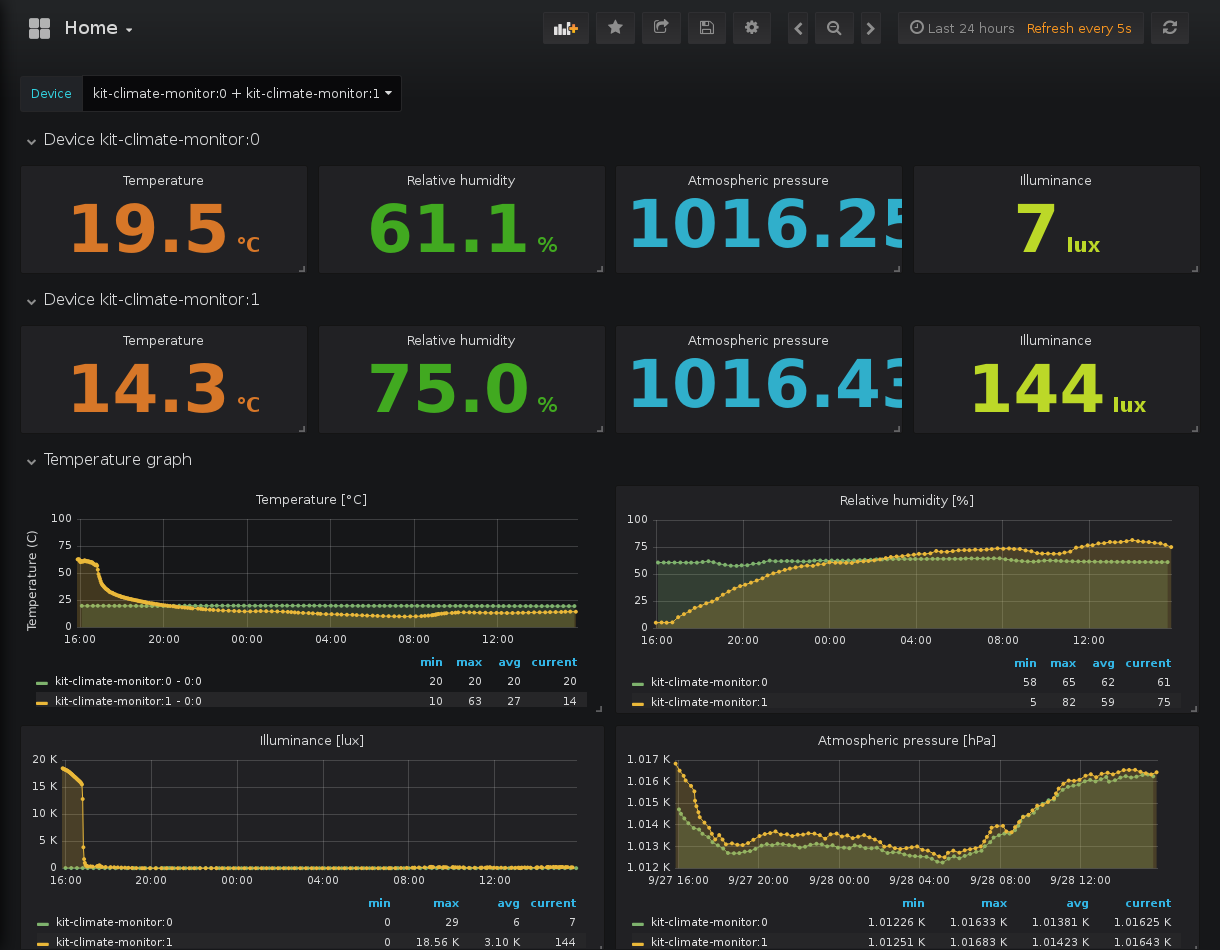 Home
Last 24 hours Refresh every 5s
Device kit-climate-monitor:0 + kit-climate-monitor:1
Device kit-climate-monitor:0
Temperature
19.5 °C
Relative humidity
61.1 %
Atmospheric pressure
1016.25
Illuminance
7 lux
Device kit-climate-monitor:1
Temperature
14.3 °C
Relative humidity
75.0 %
Atmospheric pressure
1016.43
Illuminance
144 lux
Temperature graph
Temperature [°C]
Temperature (C)
100
75
50
25
0
16:00 20:00 00:00 04:00 08:00 12:00
min max avg current
kit-climate-monitor:0 - 0:0 20 20 20 20
kit-climate-monitor:1 - 0:0 10 63 27 14
Relative humidity [%]
100
75
50
25
0
16:00 20:00 00:00 04:00 08:00 12:00
min max avg current
kit-climate-monitor:0 58 65 62 61
kit-climate-monitor:1 5 82 59 75
Illuminance [lux]
20 K
15 K
10 K
5 K
0
16:00 20:00 00:00 04:00 08:00 12:00
min max avg current
kit-climate-monitor:0 0 29 6 7
kit-climate-monitor:1 0 18.56 K 3.10 K 144
Atmospheric pressure [hPa]
1.017 K
1.016 K
1.015 K
1.014 K
1.013 K
1.012 K
9/27 16:00 9/27 20:00 9/28 00:00 9/28 04:00 9/28 08:00 9/28 12:00
min max avg current
kit-climate-monitor:0 1.01226 K 1.01633 K 1.01381 K 1.01625 K
kit-climate-monitor:1 1.01251 K 1.01683 K 1.01423 K 1.01643 K